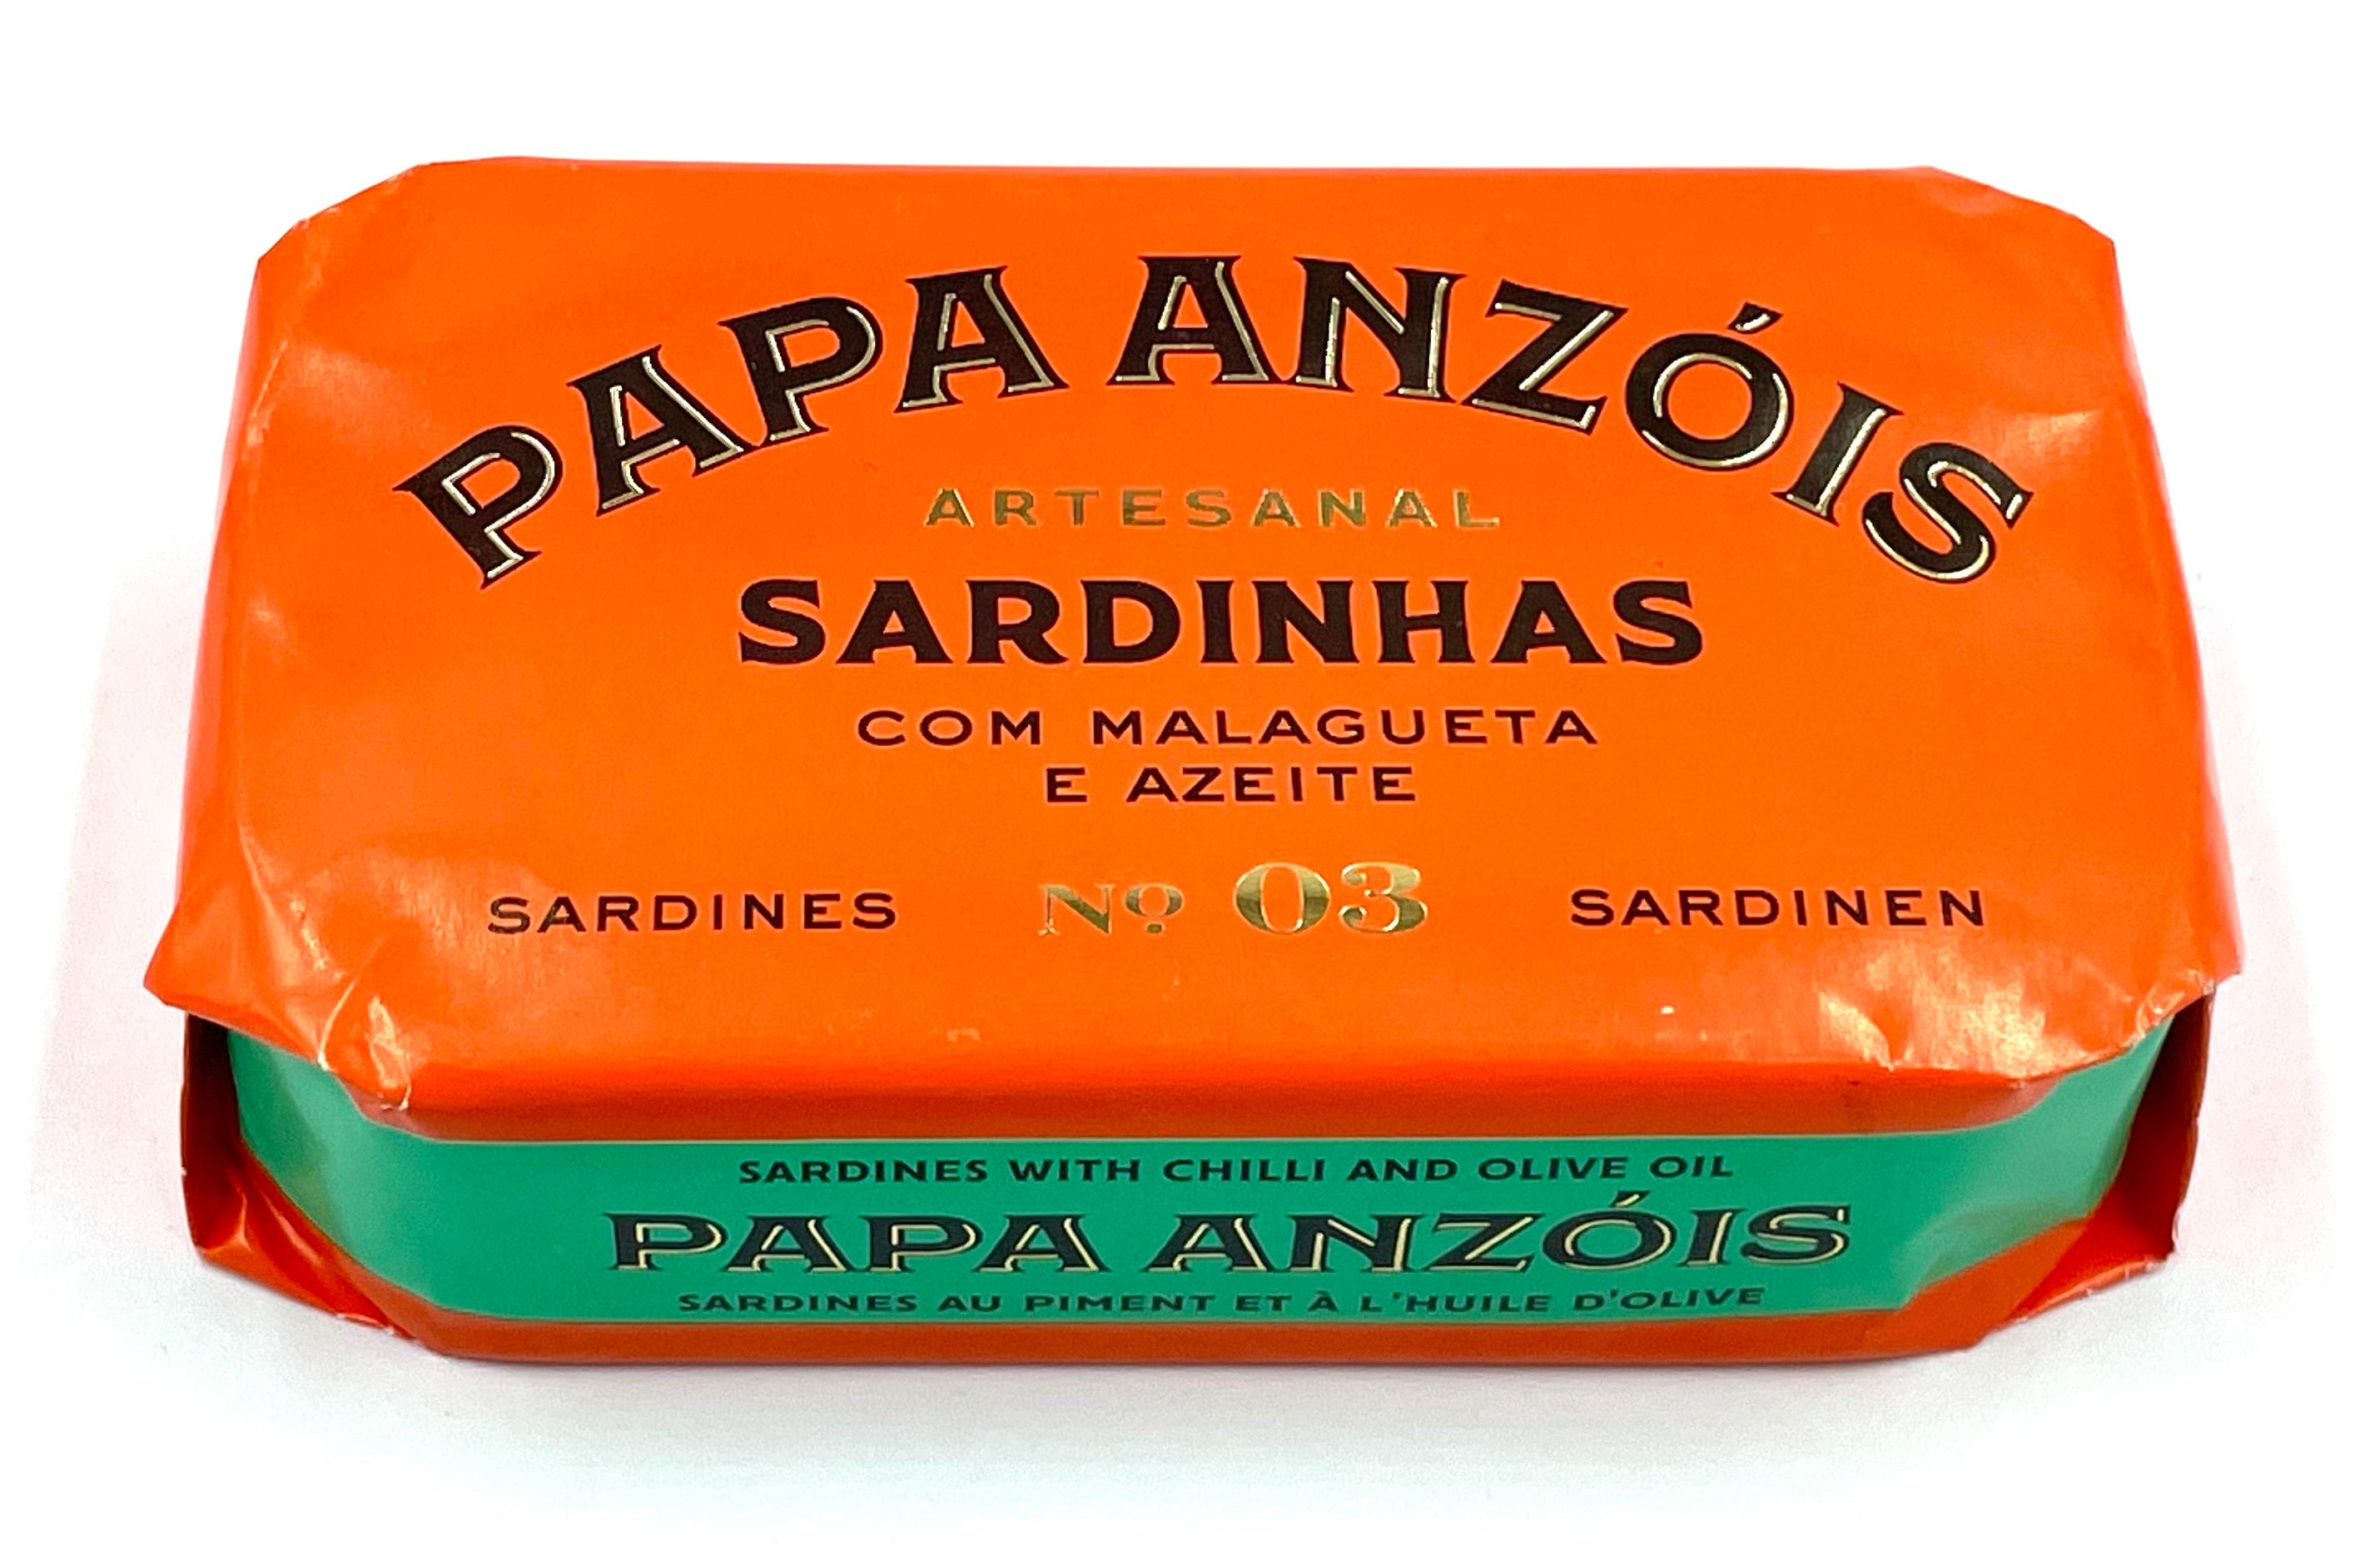 PAPA ANZÓIS
ARTESANAL
SARDINHAS
COM MALAGUETA
E AZEITE
SARDINES Nº 03 SARDINEN
SARDINES WITH CHILLI AND OLIVE OIL
PAPA ANZÓIS
SARDINES AU PIMENT ET À L'HUILE D'OLIVE